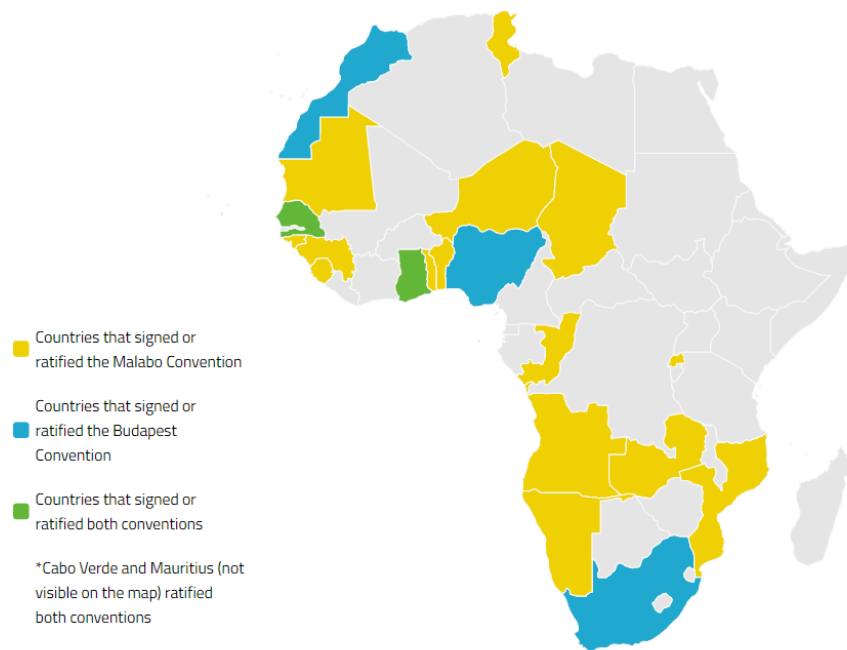 Countries that signed or
ratified the Malabo Convention
Countries that signed or
ratified the Budapest
Convention
Countries that signed or
ratified both conventions
*Cabo Verde and Mauritius (not
visible on the map) ratified
both conventions